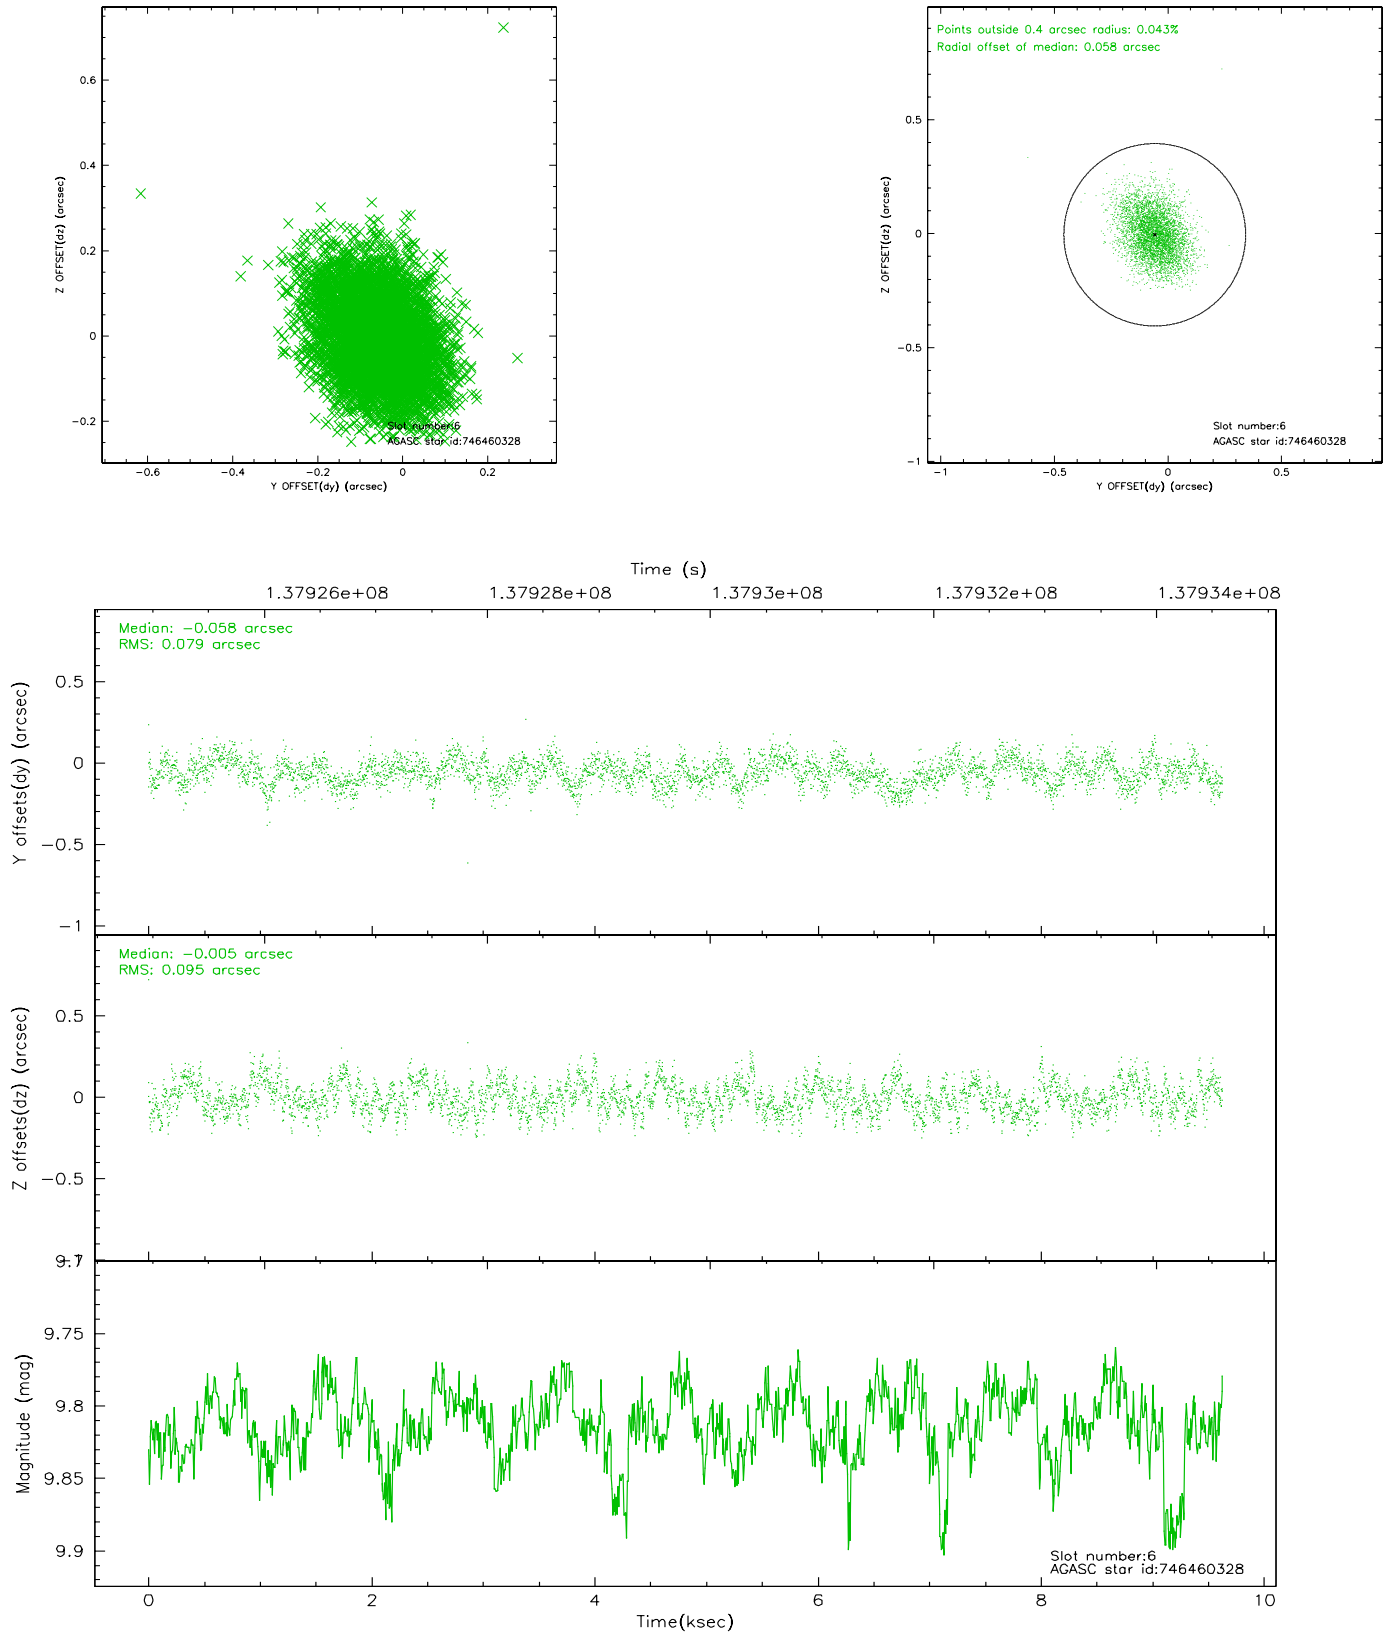 0.6
0.4
0.2
0
−0.2
Z OFFSET(dz) (arcsec)
−0.6 −0.4 −0.2 0 0.2
Y OFFSET(dy) (arcsec)
Slot number:6
AGASC star id:746460328
Points outside 0.4 arcsec radius: 0.043%
Radial offset of median: 0.058 arcsec
0.5
0
−0.5
−1
Z OFFSET(dz) (arcsec)
−1 −0.5 0 0.5
Y OFFSET(dy) (arcsec)
Slot number:6
AGASC star id:746460328
Time (s)
1.37926e+08 1.37928e+08 1.3793e+08 1.37932e+08 1.37934e+08
Median: −0.058 arcsec
RMS: 0.079 arcsec
0.5
0
−0.5
−1
Y offsets(dy) (arcsec)
Median: −0.005 arcsec
RMS: 0.095 arcsec
0.5
0
−0.5
Z offsets(dz) (arcsec)
9.7
9.75
9.8
9.85
9.9
Magnitude (mag)
Slot number:6
AGASC star id:746460328
0 2 4 6 8 10
Time(ksec)